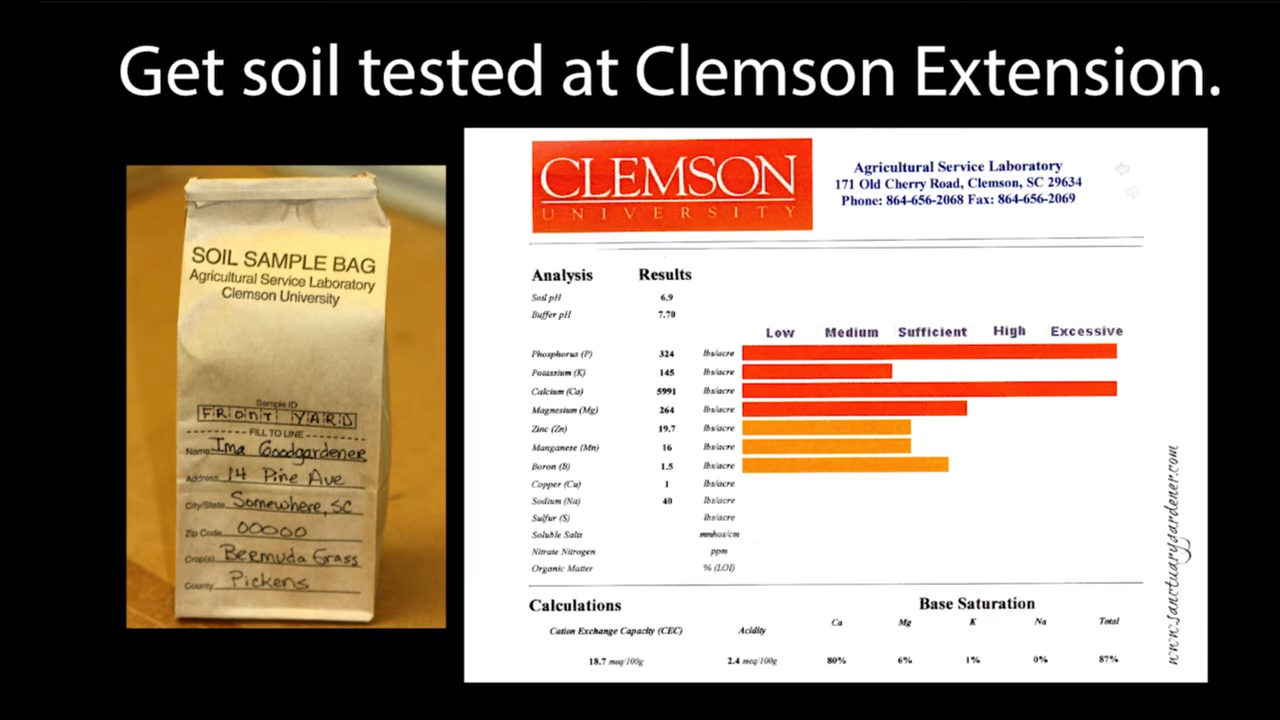 Get soil tested at Clemson Extension.
SOIL SAMPLE BAG
Agricultural Service Laboratory
Clemson University
Sample ID
FRONT YARD
FILL TO LINE
Name Ima Goodgardener
Address 14 Pine Ave
City/State Somewhere, SC
Zip Code 00000
Crop(s) Bermuda Grass
County Pickens
CLEMSON
UNIVERSITY
Agricultural Service Laboratory
171 Old Cherry Road, Clemson, SC 29634
Phone: 864-656-2068 Fax: 864-656-2069
Analysis Results
Soil pH 6.9
Buffer pH 7.70
Low Medium Sufficient High Excessive
Phosphorus (P) 324 lbs/acre
Potassium (K) 145 lbs/acre
Calcium (Ca) 5991 lbs/acre
Magnesium (Mg) 264 lbs/acre
Zinc (Zn) 19.7 lbs/acre
Manganese (Mn) 16 lbs/acre
Boron (B) 1.5 lbs/acre
Copper (Cu) 1 lbs/acre
Sodium (Na) 40 lbs/acre
Sulfur (S) lbs/acre
Soluble Salts mmhos/cm
Nitrate Nitrogen ppm
Organic Matter % (LOI)
Calculations Base Saturation
Cation Exchange Capacity (CEC) Acidity Ca Mg K Na Total
18.7 meq/100g 2.4 meq/100g 80% 6% 1% 0% 87%
www.sanctuarygardener.com